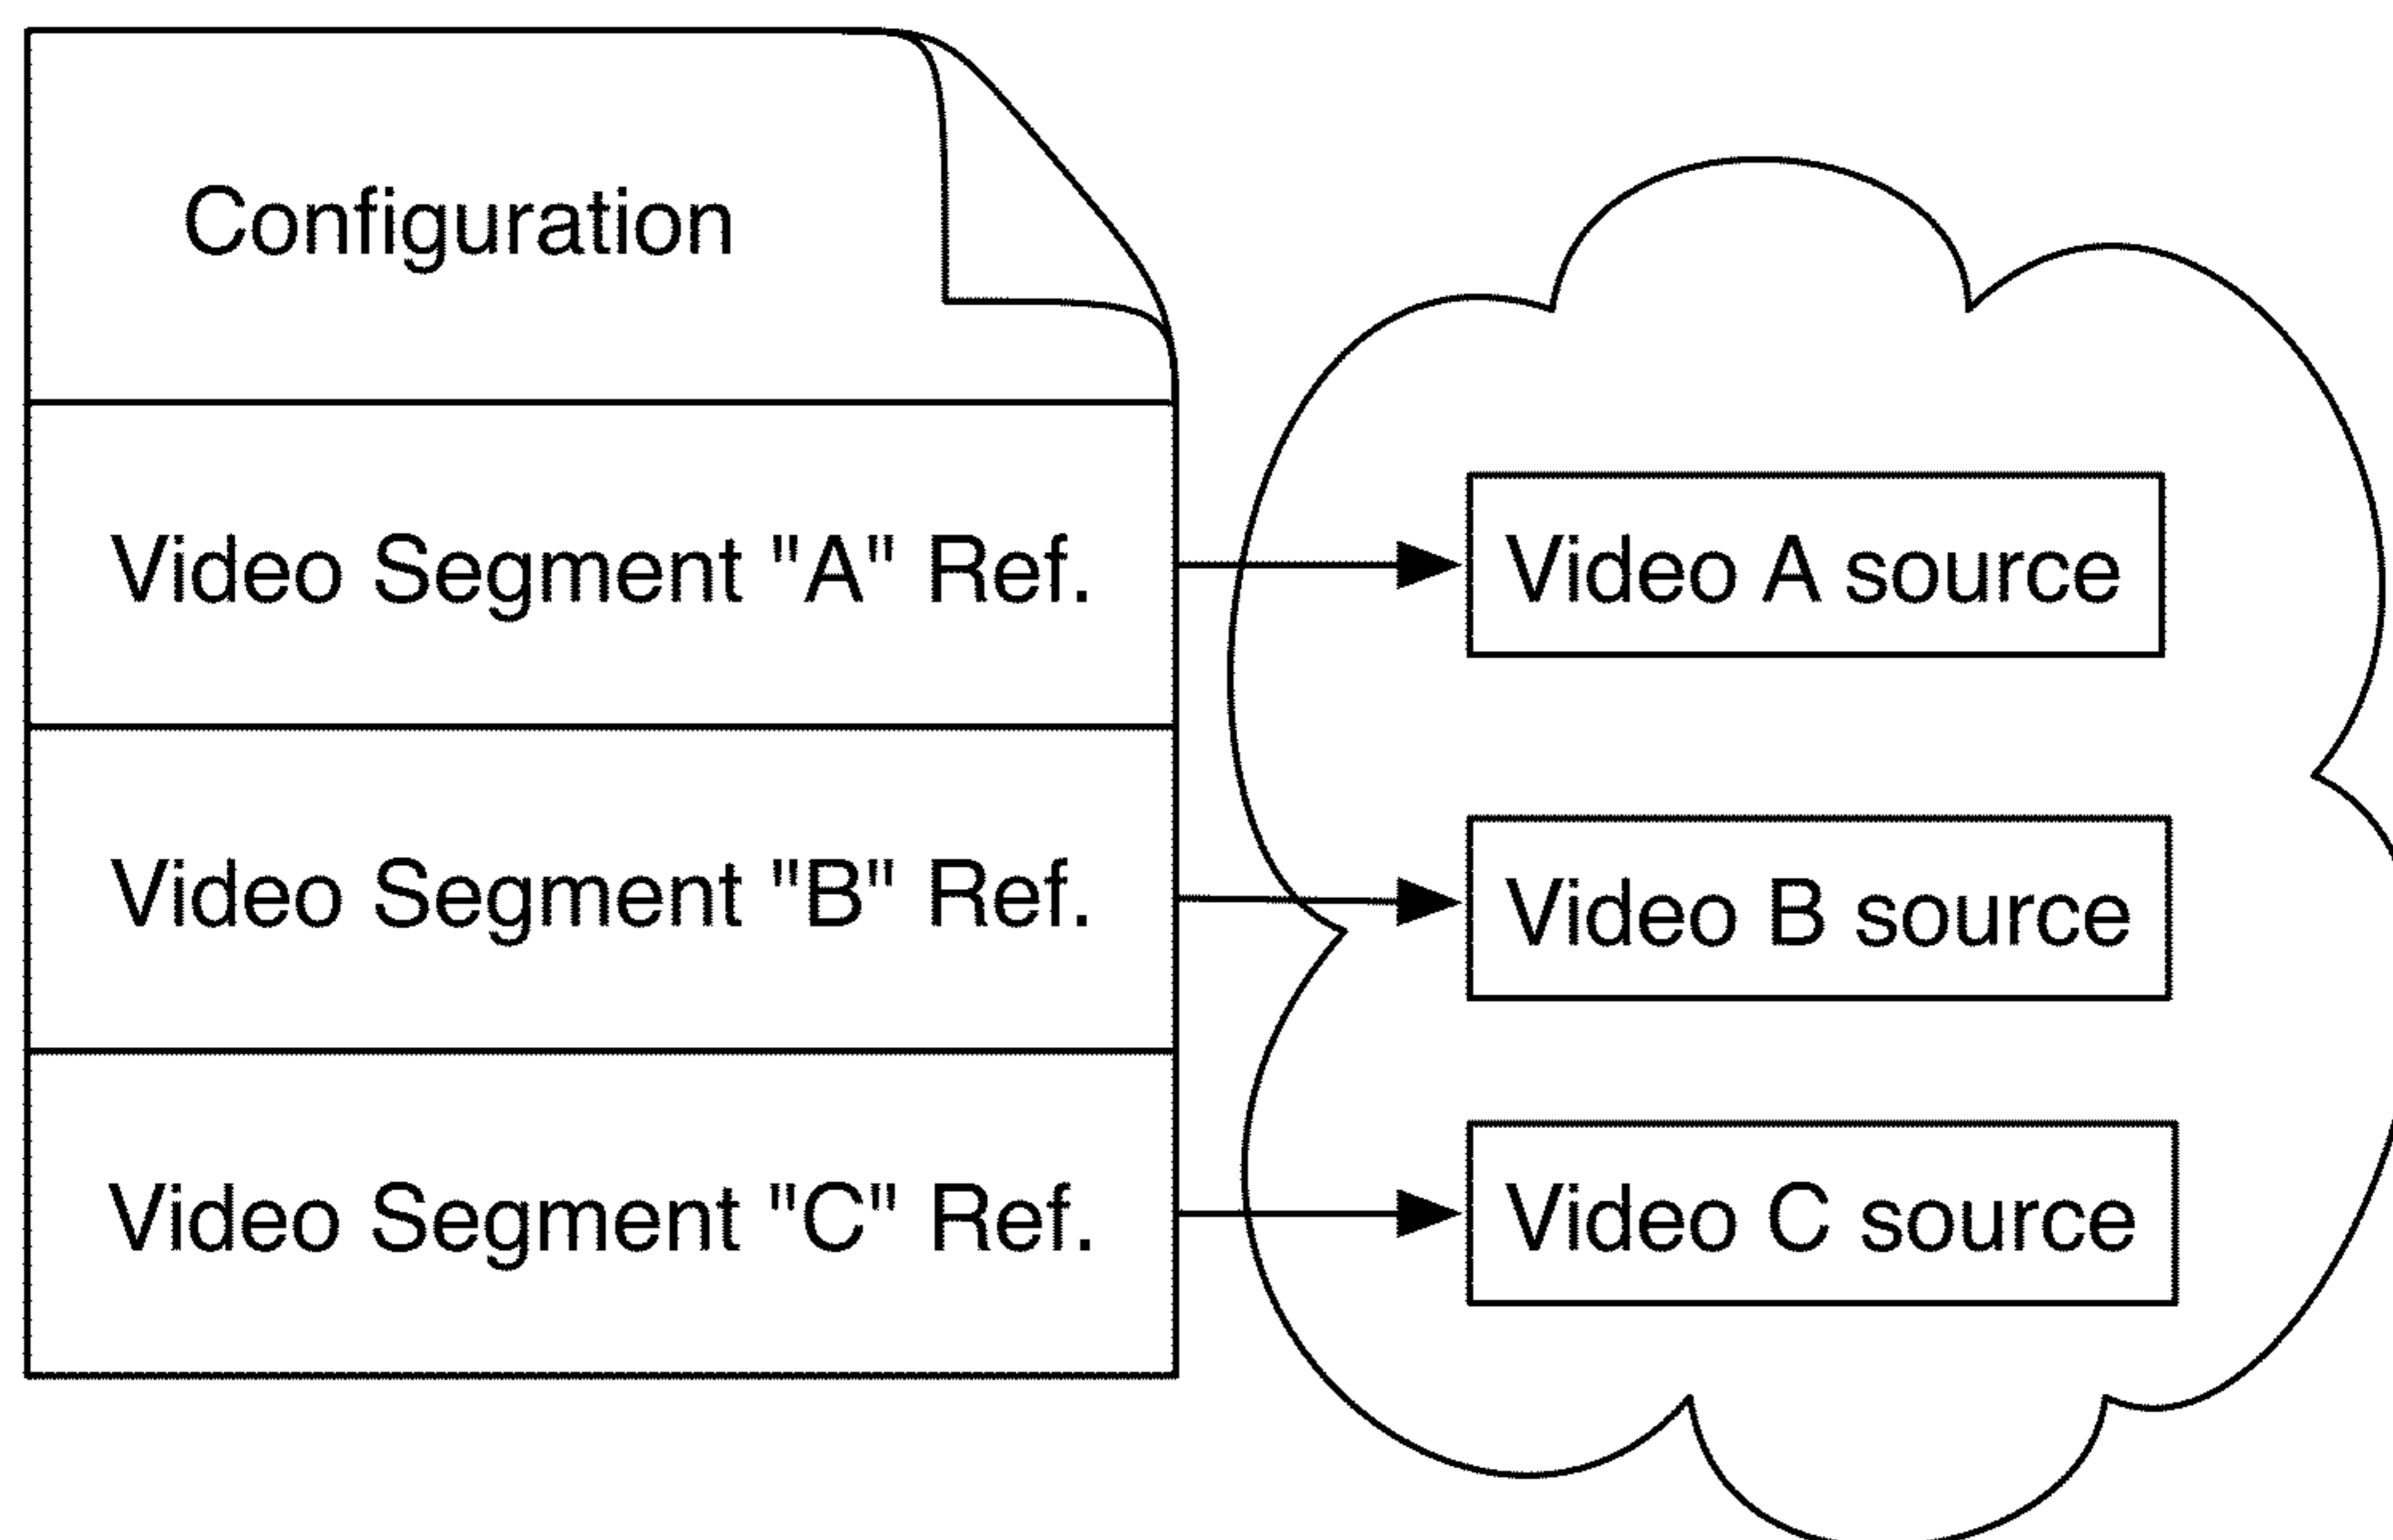 Configuration
Video Segment "A" Ref.
Video A source
Video Segment "B" Ref.
Video B source
Video Segment "C" Ref.
Video C source